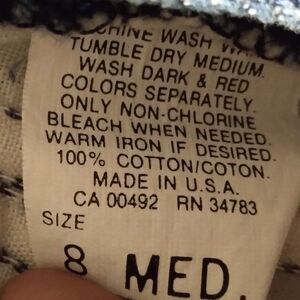 WASH
TUMBLE DRY MEDIUM.
WASH DARK & RED
COLORS SEPARATELY.
ONLY NON-CHLORINE
BLEACH WHEN NEEDED.
WARM IRON IF DESIRED.
100% COTTON/COTON.
MADE IN U.S.A.
CA 00492 RN 34783
SIZE
8 MED.